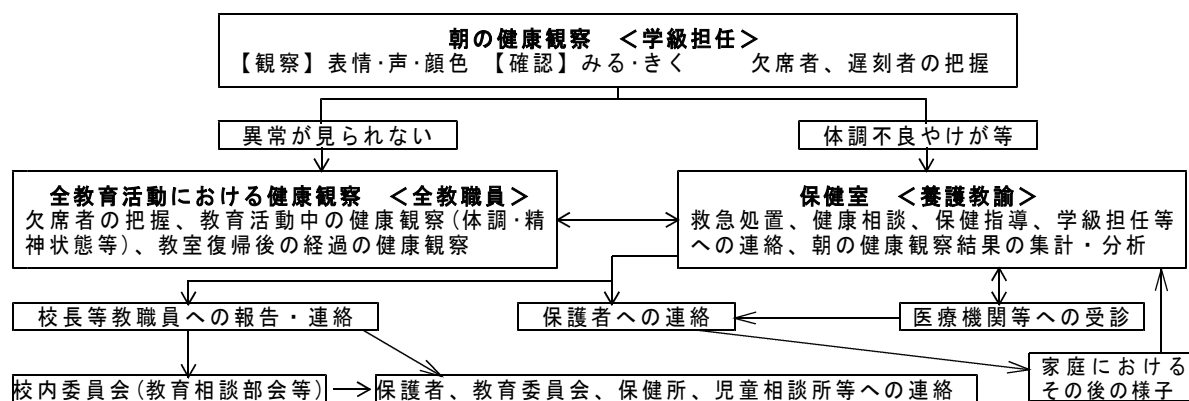 朝の健康観察　＜学級担任＞
【観察】表情･声･顔色　【確認】みる･きく　　　欠席者、遅刻者の把握
異常が見られない
体調不良やけが等
全教育活動における健康観察　＜全教職員＞
欠席者の把握、教育活動中の健康観察(体調･精
神状態等)、教室復帰後の経過の健康観察
保健室　＜養護教諭＞
救急処置、健康相談、保健指導、学級担任等
への連絡、朝の健康観察結果の集計・分析
校長等教職員への報告・連絡
保護者への連絡
医療機関等への受診
家庭における
その後の様子
校内委員会(教育相談部会等)
保護者、教育委員会、保健所、児童相談所等への連絡